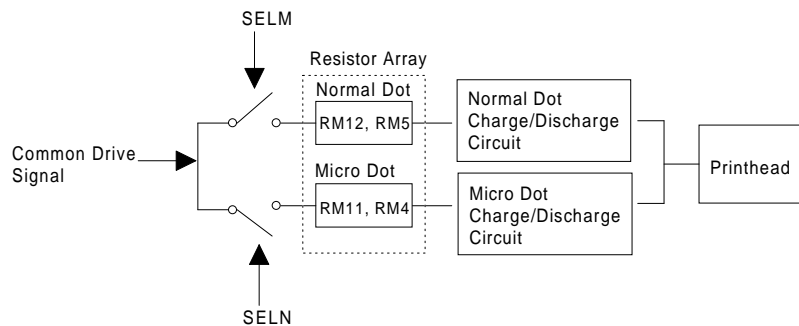 SELM
Resistor Array
Normal Dot
RM12, RM5
Normal Dot
Charge/Discharge
Circuit
Common Drive
Signal
Printhead
Micro Dot
RM11, RM4
Micro Dot
Charge/Discharge
Circuit
SELN